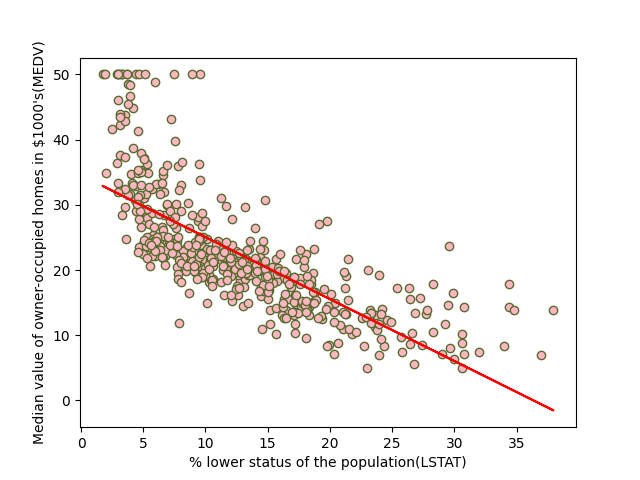 50
40
30
20
10
0
Median value of owner-occupied homes in $1000's(MEDV)
0 5 10 15 20 25 30 35
% lower status of the population(LSTAT)